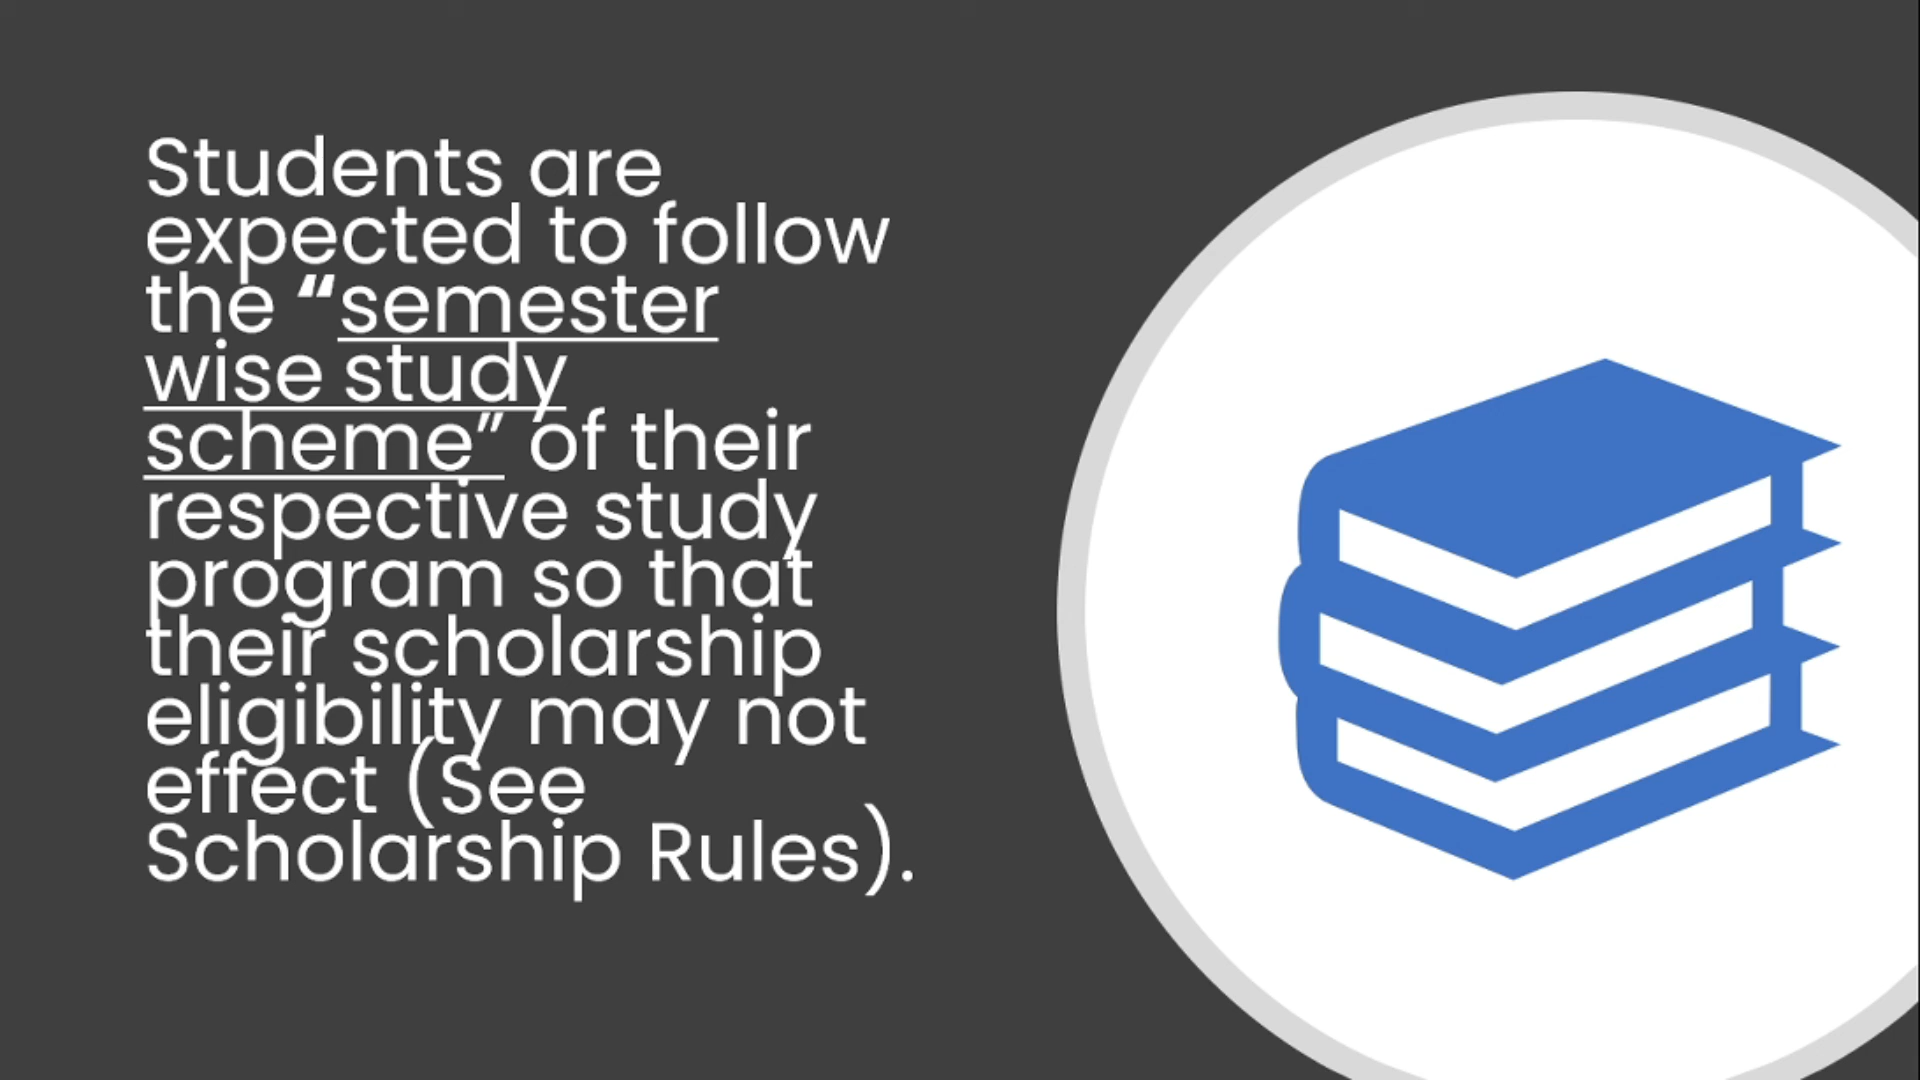 Students are
expected to follow
the “semester
wise study
scheme” of their
respective study
program so that
their scholarship
eligibility may not
effect (See
Scholarship Rules).